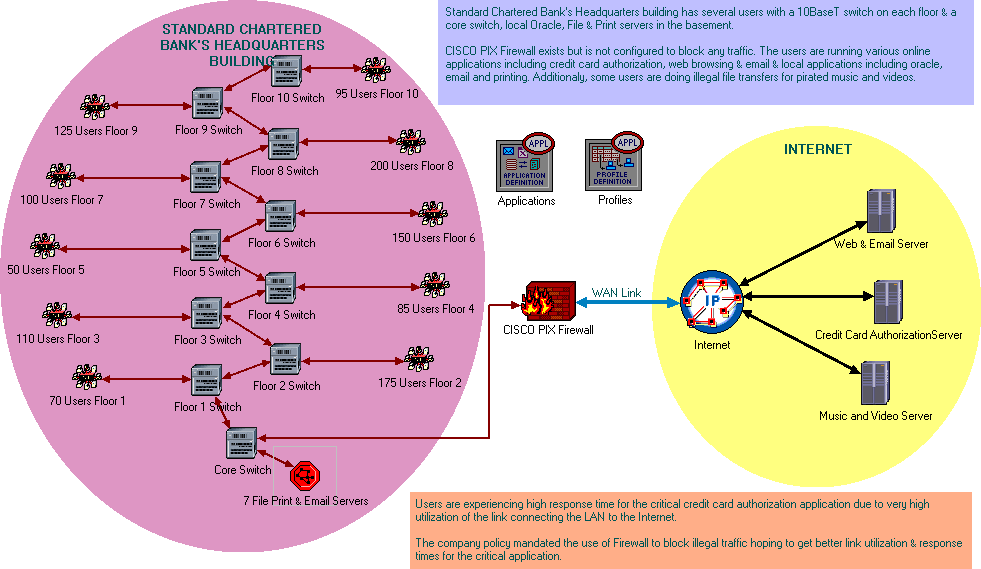 STANDARD CHARTERED
BANK'S HEADQUARTERS
BUILDING
Standard Chartered Bank's Headquarters building has several users with a 10BaseT switch on each floor & a
core switch, local Oracle, File & Print servers in the basement.
CISCO PIX Firewall exists but is not configured to block any traffic. The users are running various online
applications including credit card authorization, web browsing & email & local applications including oracle,
email and printing. Additionaly, some users are doing illegal file transfers for pirated music and videos.
Floor 10 Switch
95 Users Floor 10
125 Users Floor 9
Floor 9 Switch
Floor 8 Switch
200 Users Floor 8
100 Users Floor 7
Floor 7 Switch
Floor 6 Switch
150 Users Floor 6
50 Users Floor 5
Floor 5 Switch
Floor 4 Switch
85 Users Floor 4
110 Users Floor 3
Floor 3 Switch
Floor 2 Switch
175 Users Floor 2
70 Users Floor 1
Floor 1 Switch
Core Switch
7 File Print & Email Servers
APPL
APPLICATION
DEFINITION
Applications
APPL
PROFILE
DEFINITION
Profiles
CISCO PIX Firewall
WAN Link
INTERNET
IP
Internet
Web & Email Server
Credit Card AuthorizationServer
Music and Video Server
Users are experiencing high response time for the critical credit card authorization application due to very high
utilization of the link connecting the LAN to the Internet.
The company policy mandated the use of Firewall to block illegal traffic hoping to get better link utilization & response
times for the critical application.